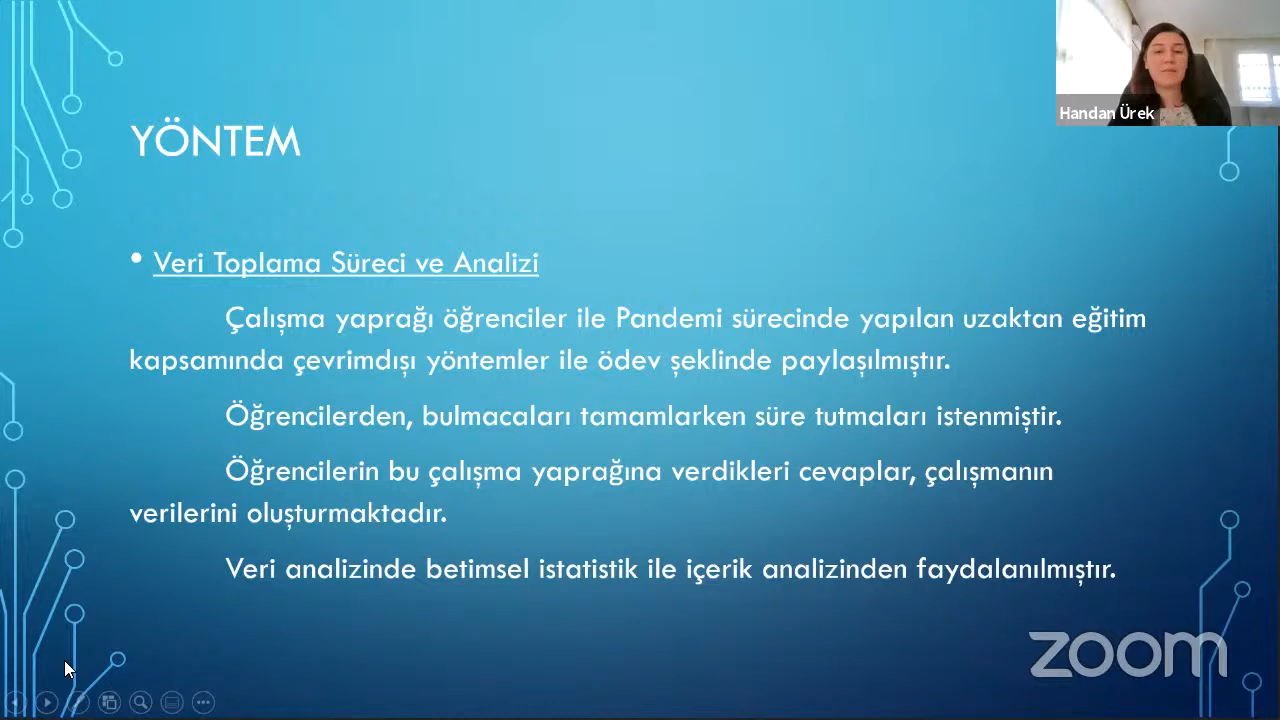 Handan Ürek
YÖNTEM
• Veri Toplama Süreci ve Analizi
Çalışma yaprağı öğrenciler ile Pandemi sürecinde yapılan uzaktan eğitim
kapsamında çevrimdışı yöntemler ile ödev şeklinde paylaşılmıştır.
Öğrencilerden, bulmacaları tamamlarken süre tutmaları istenmiştir.
Öğrencilerin bu çalışma yaprağına verdikleri cevaplar, çalışmanın
verilerini oluşturmaktadır.
Veri analizinde betimsel istatistik ile içerik analizinden faydalanılmıştır.
zoom